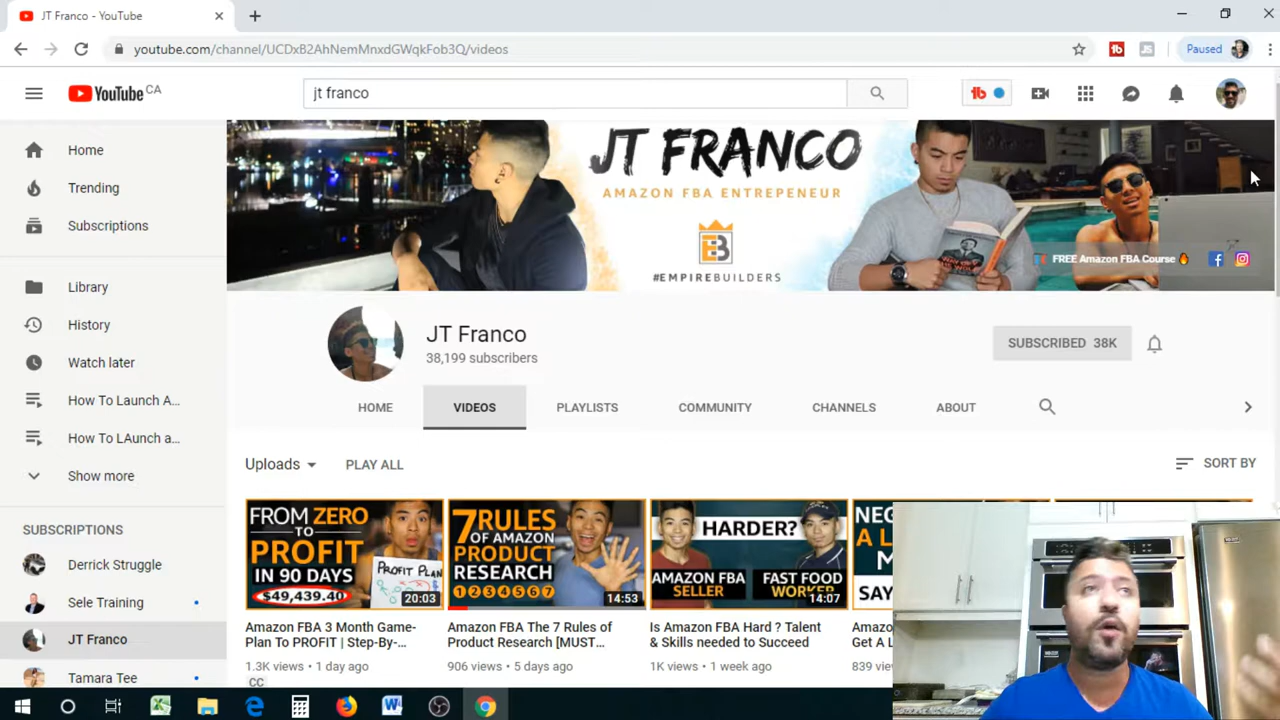 JT Franco - YouTube
youtube.com/channel/UCDxB2AhNemMnxdGWqkFob3Q/videos
Paused
YouTube CA
jt franco
Home
Trending
Subscriptions
Library
History
Watch later
How To Launch A...
How To LAunch a...
Show more
SUBSCRIPTIONS
Derrick Struggle
Sele Training
JT Franco
Tamara Tee
JT FRANCO
AMAZON FBA ENTREPENEUR
EB
#EMPIREBUILDERS
FREE Amazon FBA Course
JT Franco
38,199 subscribers
SUBSCRIBED 38K
HOME
VIDEOS
PLAYLISTS
COMMUNITY
CHANNELS
ABOUT
Uploads
PLAY ALL
SORT BY
FROM ZERO
TO
PROFIT
IN 90 DAYS
$49,439.40
PROFIT PLAN
20:03
Amazon FBA 3 Month Game-
Plan To PROFIT | Step-By-...
1.3K views • 1 day ago
CC
7 RULES
OF AMAZON
PRODUCT
RESEARCH
1 2 3 4 5 6 7
14:53
Amazon FBA The 7 Rules of
Product Research [MUST...
906 views • 5 days ago
HARDER?
AMAZON FBA
SELLER
FAST FOOD
WORKER
14:07
Is Amazon FBA Hard ? Talent
& Skills needed to Succeed
1K views • 1 week ago
NEG
A L
M
SAY
Amazo
Get A L
839 view